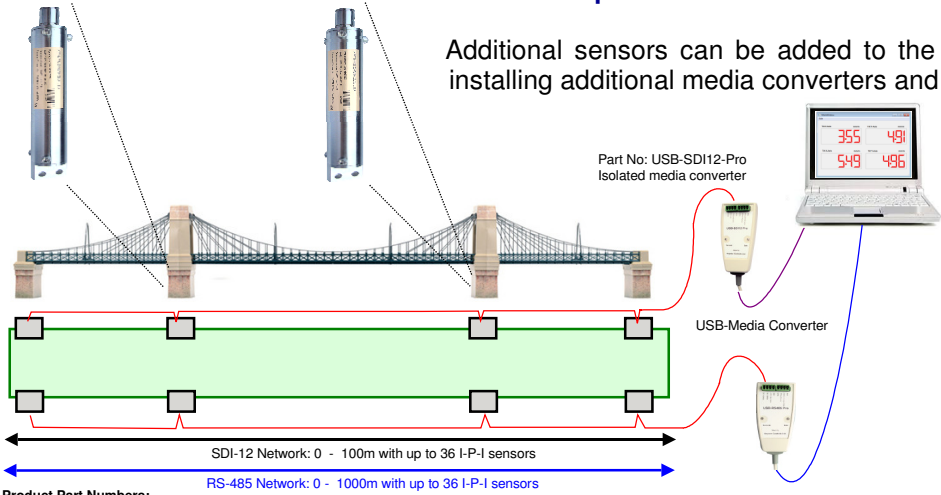 Additional sensors can be added to the
installing additional media converters and
355
491
549
496
Part No: USB-SDI12-Pro
Isolated media converter
USB-Media Converter
SDI-12 Network: 0 - 100m with up to 36 I-P-I sensors
RS-485 Network: 0 - 1000m with up to 36 I-P-I sensors
Product Part Numbers: